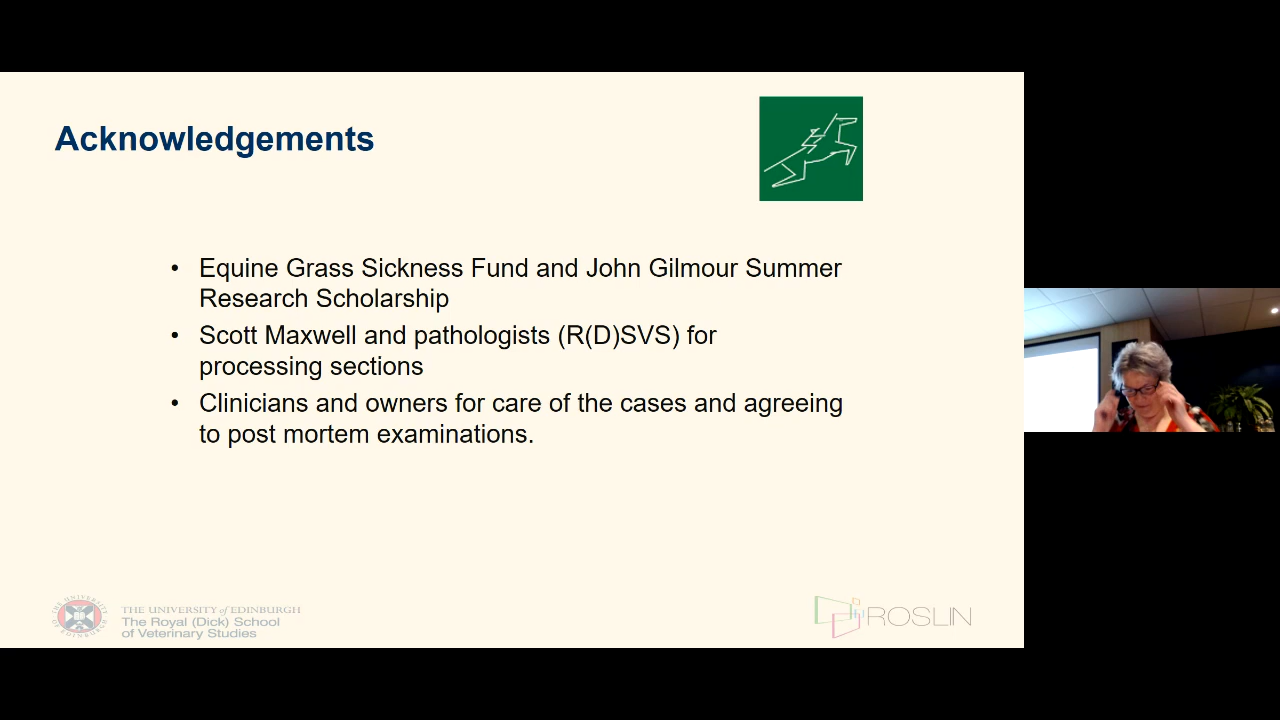 Acknowledgements
• Equine Grass Sickness Fund and John Gilmour Summer
Research Scholarship
• Scott Maxwell and pathologists (R(D)SVS) for
processing sections
• Clinicians and owners for care of the cases and agreeing
to post mortem examinations.
THE UNIVERSITY of EDINBURGH
The Royal (Dick) School
of Veterinary Studies
ROSLIN